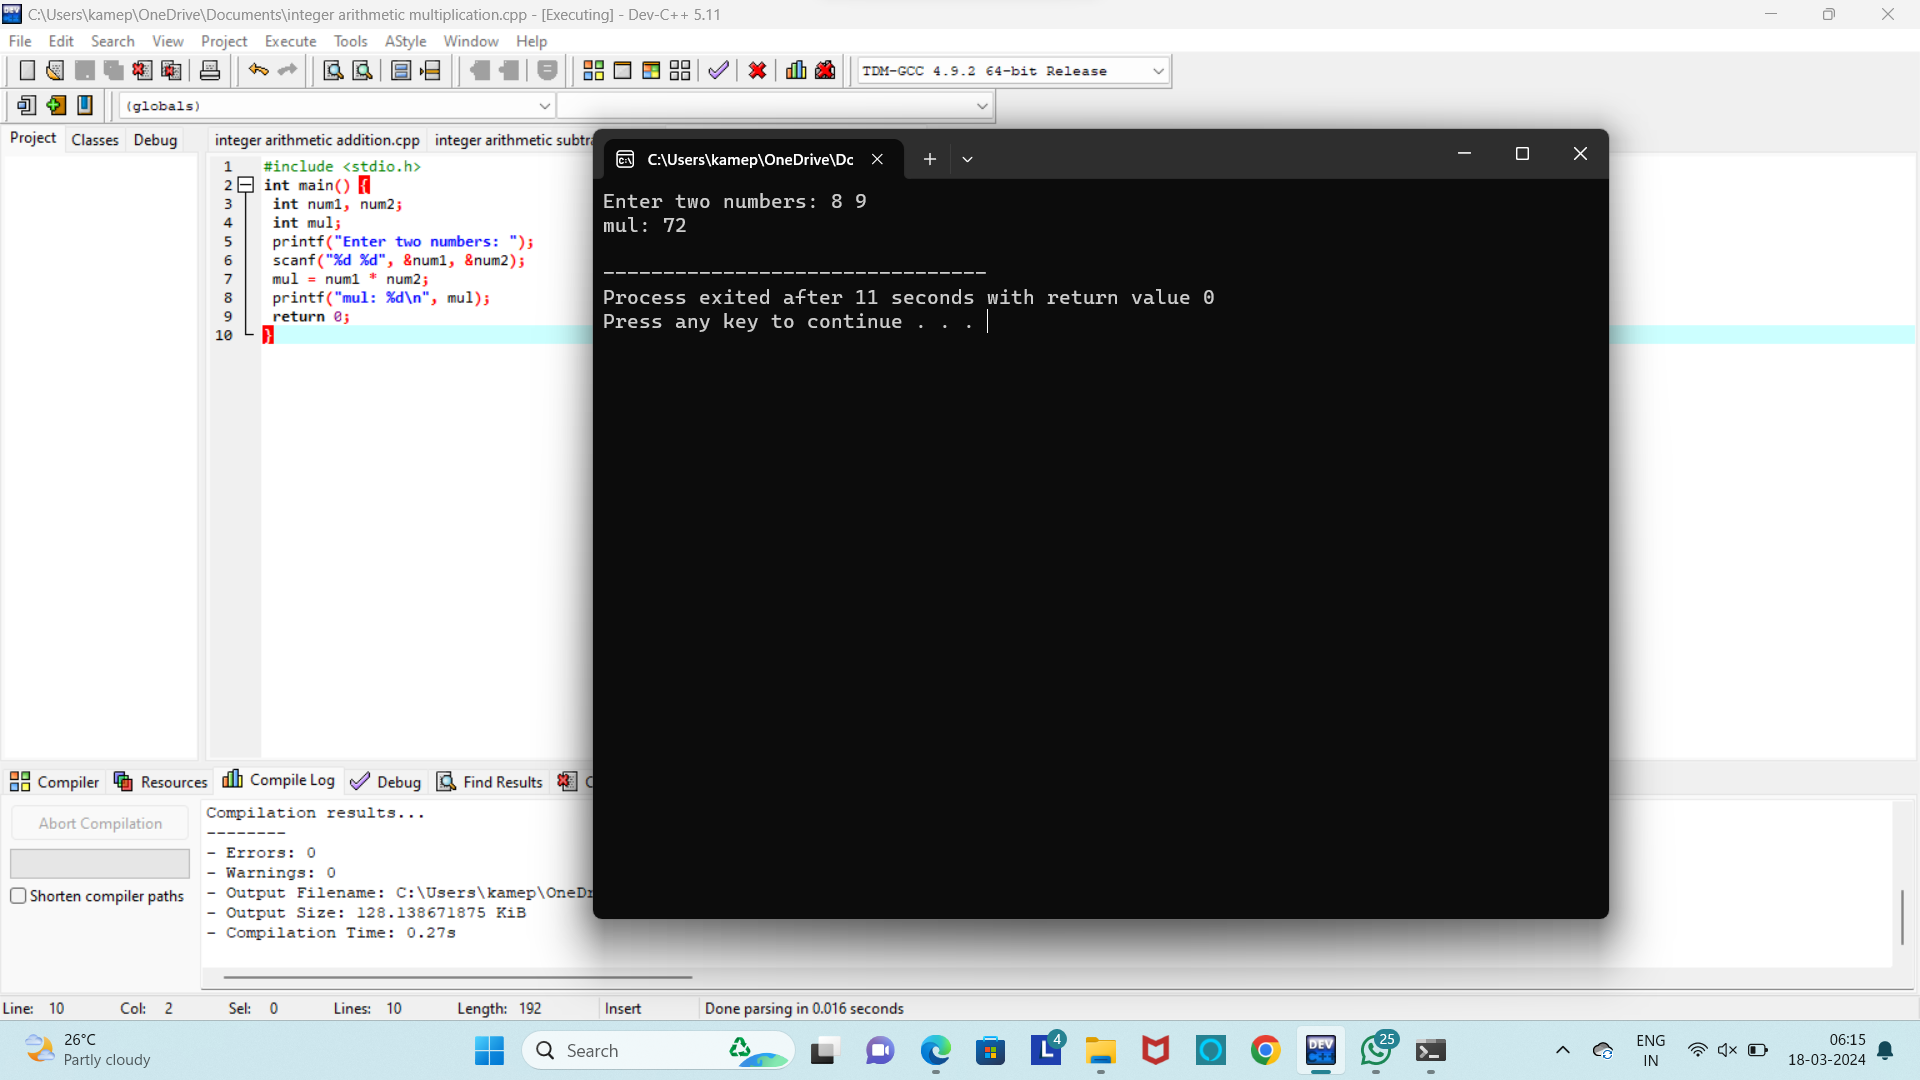 C:\Users\kamep\OneDrive\Documents\integer arithmetic multiplication.cpp - [Executing] - Dev-C++ 5.11
File Edit Search View Project Execute Tools AStyle Window Help
TDM-GCC 4.9.2 64-bit Release
(globals)
Project Classes Debug
integer arithmetic addition.cpp integer arithmetic subtra
1 #include <stdio.h>
2 int main() {
3 int num1, num2;
4 int mul;
5 printf("Enter two numbers: ");
6 scanf("%d %d", &num1, &num2);
7 mul = num1 * num2;
8 printf("mul: %d\n", mul);
9 return 0;
10 }
C:\Users\kamep\OneDrive\Dc
Enter two numbers: 8 9
mul: 72
--------------------------------
Process exited after 11 seconds with return value 0
Press any key to continue . . .
Compiler Resources Compile Log Debug Find Results C
Abort Compilation
Shorten compiler paths
Compilation results...
--------
- Errors: 0
- Warnings: 0
- Output Filename: C:\Users\kamep\OneDr
- Output Size: 128.138671875 KiB
- Compilation Time: 0.27s
Line: 10 Col: 2 Sel: 0 Lines: 10 Length: 192 Insert Done parsing in 0.016 seconds
26°C
Partly cloudy
Search
L 4
DEV
25
ENG
IN
06:15
18-03-2024